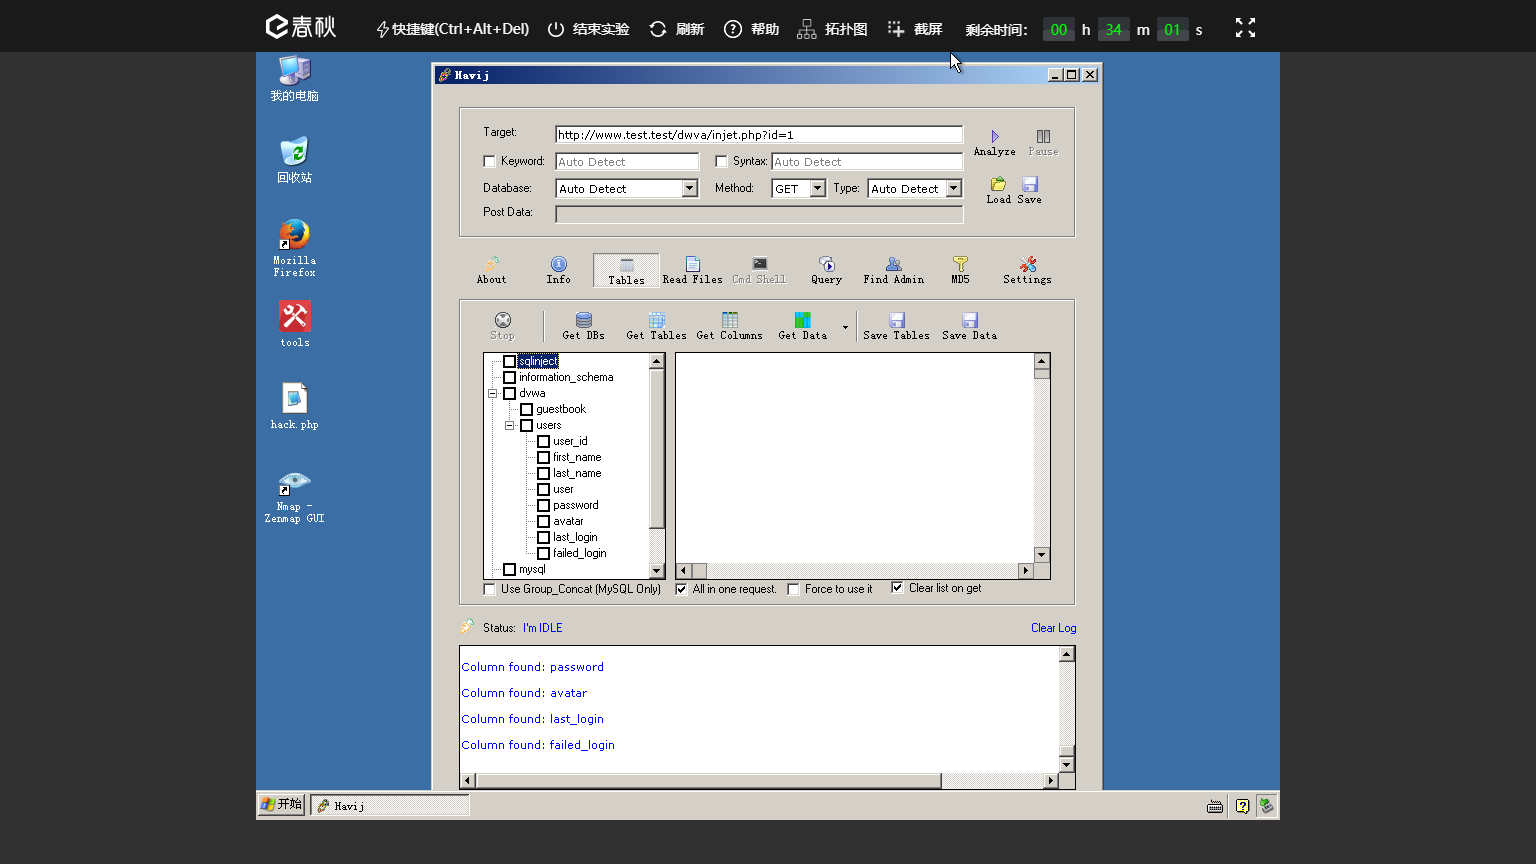 春秋 快捷键(Ctrl+Alt+Del) 结束实验 刷新 帮助 拓扑图 截屏 剩余时间: 00 h 34 m 01 s
我的电脑
回收站
Mozilla
Firefox
tools
hack.php
Nmap -
Zenmap GUI
Havij
Target: http://www.test.test/dwva/injet.php?id=1
Analyze Pause
Keyword: Auto Detect Syntax: Auto Detect
Database: Auto Detect Method: GET Type: Auto Detect
Load Save
Post Data:
About Info Tables Read Files Cmd Shell Query Find Admin MD5 Settings
Stop Get DBs Get Tables Get Columns Get Data Save Tables Save Data
sqlinject
information_schema
dvwa
guestbook
users
user_id
first_name
last_name
user
password
avatar
last_login
failed_login
mysql
Use Group_Concat (MySQL Only) All in one request. Force to use it Clear list on get
Status: I'm IDLE Clear Log
Column found: password
Column found: avatar
Column found: last_login
Column found: failed_login
开始 Havij